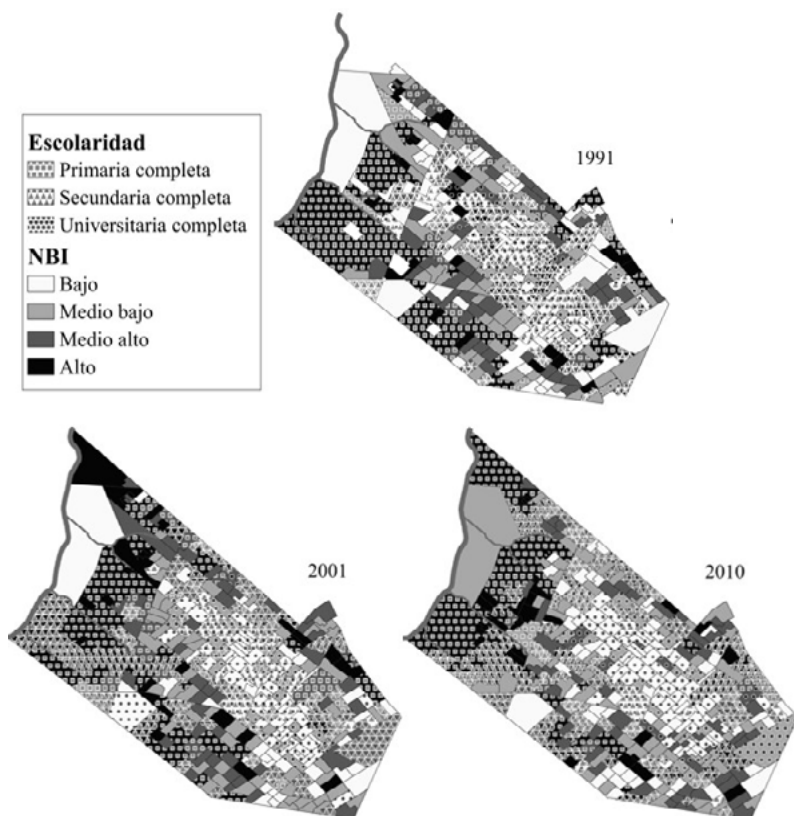 1991
Escolaridad
Primaria completa
Secundaria completa
Universitaria completa
NBI
Bajo
Medio bajo
Medio alto
Alto
2001
2010